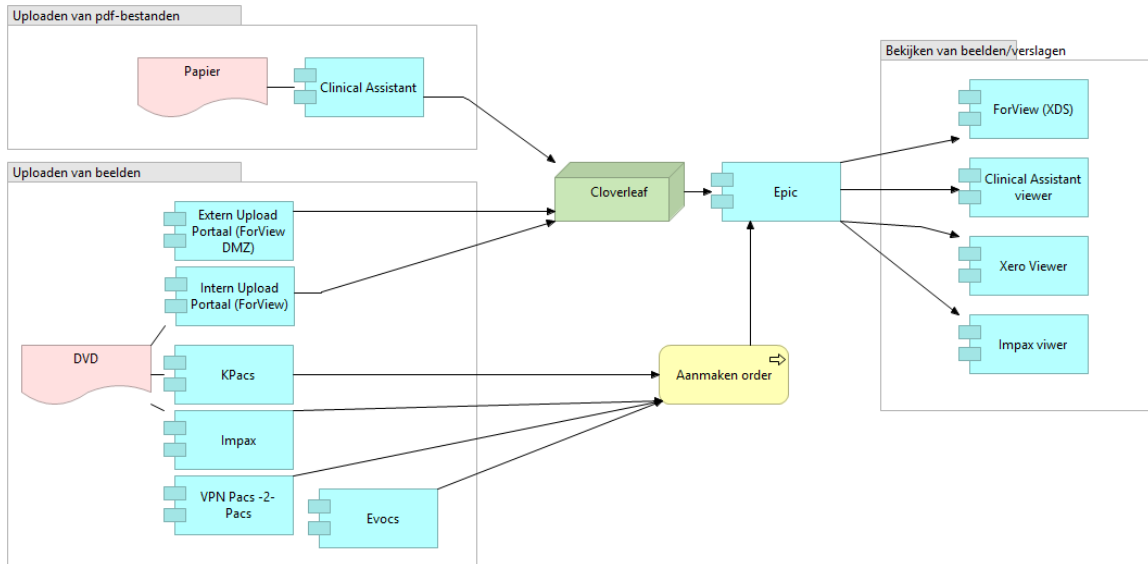 Uploaden van pdf-bestanden
Papier
Clinical Assistant
Uploaden van beelden
Extern Upload
Portaal (ForView
DMZ)
Intern Upload
Portaal (ForView)
DVD
KPacs
Impax
VPN Pacs -2-
Pacs
Evocs
Cloverleaf
Epic
Aanmaken order
Bekijken van beelden/verslagen
ForView (XDS)
Clinical Assistant
viewer
Xero Viewer
Impax viwer